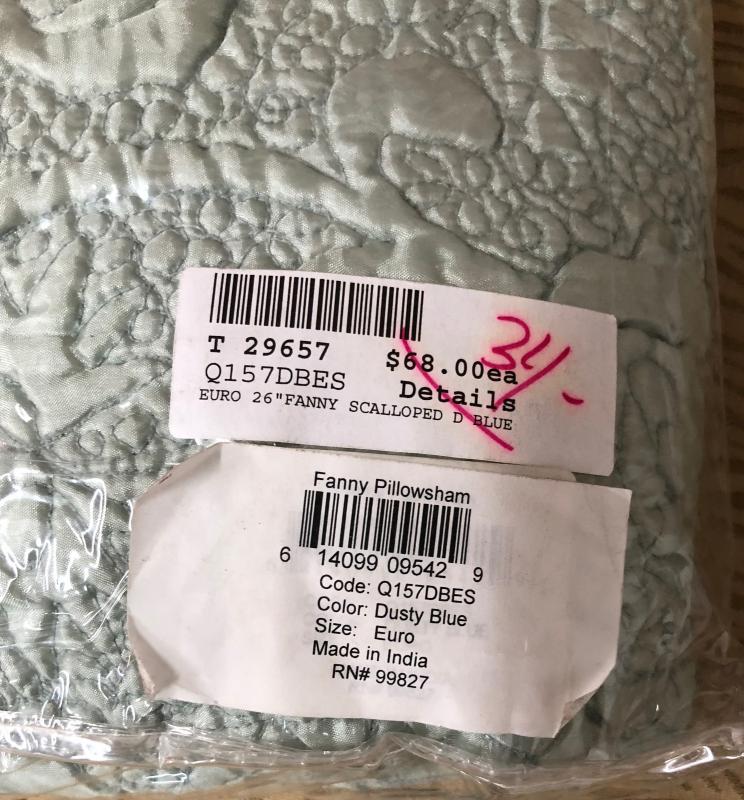 T 29657 $68.00ea
34/-
Q157DBES Details
EURO 26"FANNY SCALLOPED D BLUE
Fanny Pillowsham
6 14099 09542 9
Code: Q157DBES
Color: Dusty Blue
Size: Euro
Made in India
RN# 99827